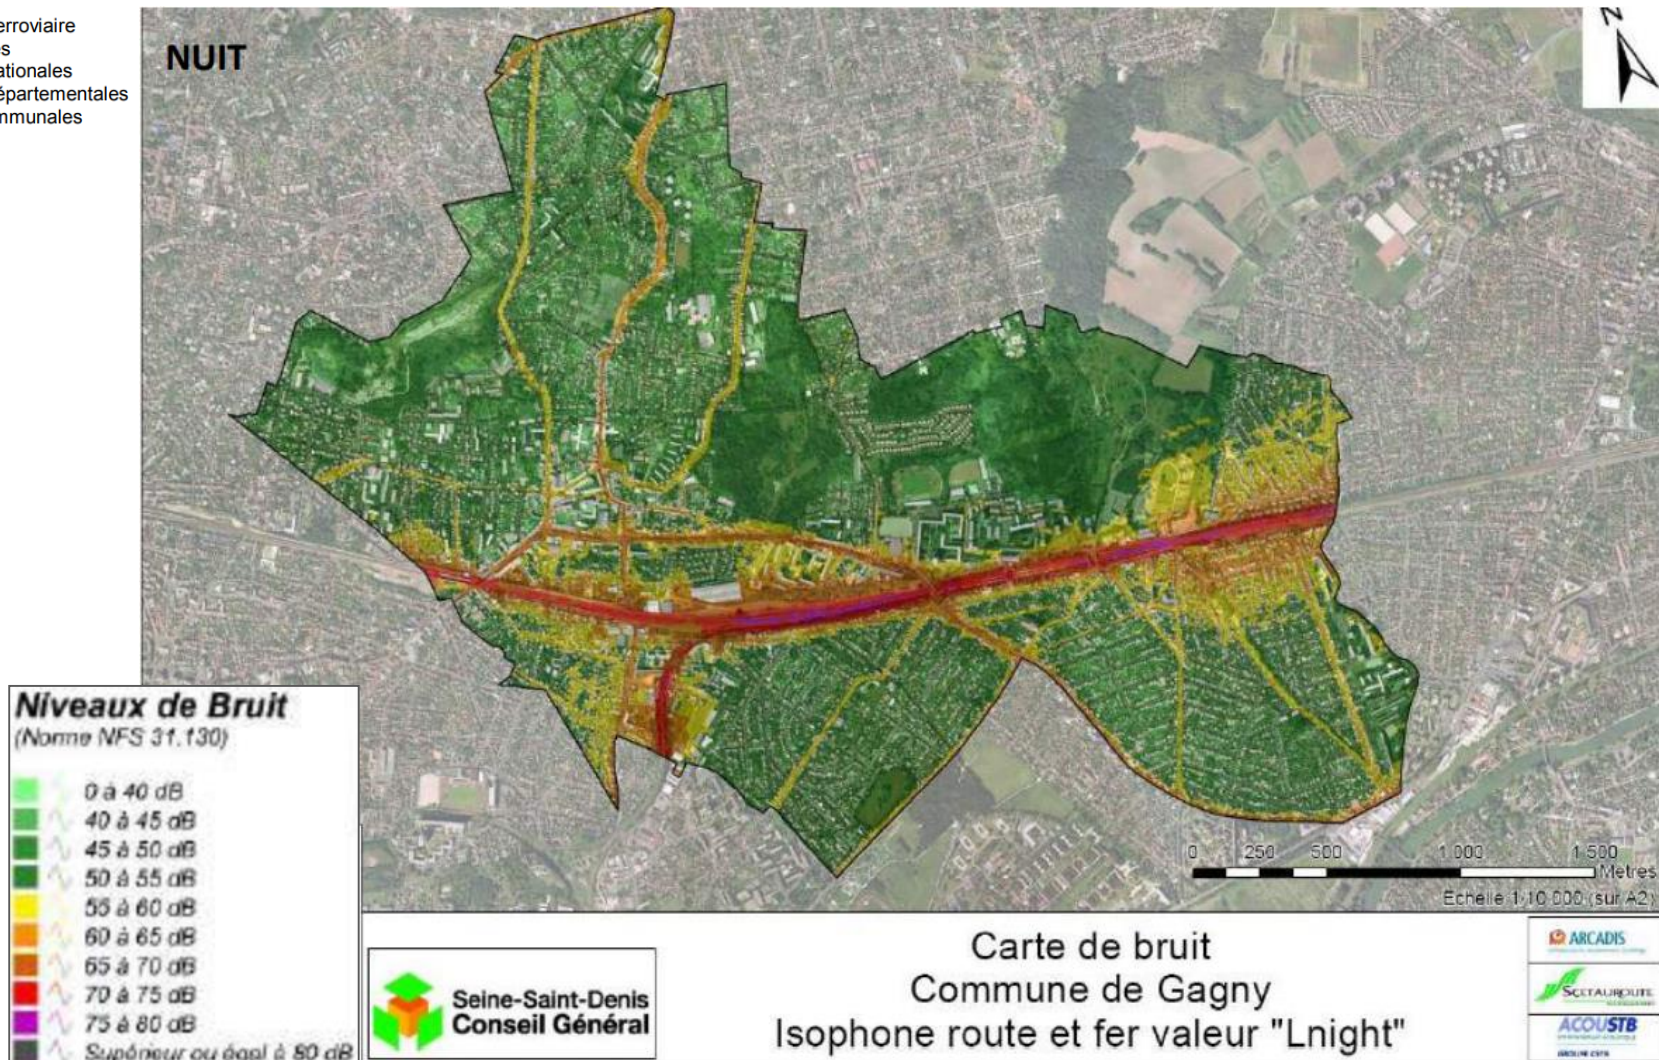 erroviaire
es
ationales
épartementales
mmunales
NUIT
N
Niveaux de Bruit
(Norme NFS 31.130)
0 à 40 dB
40 à 45 dB
45 à 50 dB
50 à 55 dB
55 à 60 dB
60 à 65 dB
65 à 70 dB
70 à 75 dB
75 à 80 dB
Supérieur ou égal à 80 dB
0 250 500 1 000 1 500
Mètres
Echelle 1/10 000 (sur A2)
Seine-Saint-Denis
Conseil Général
Carte de bruit
Commune de Gagny
Isophone route et fer valeur "Lnight"
ARCADIS
SCETAUROUTE
ACOUSTB
GROUPE EGIS